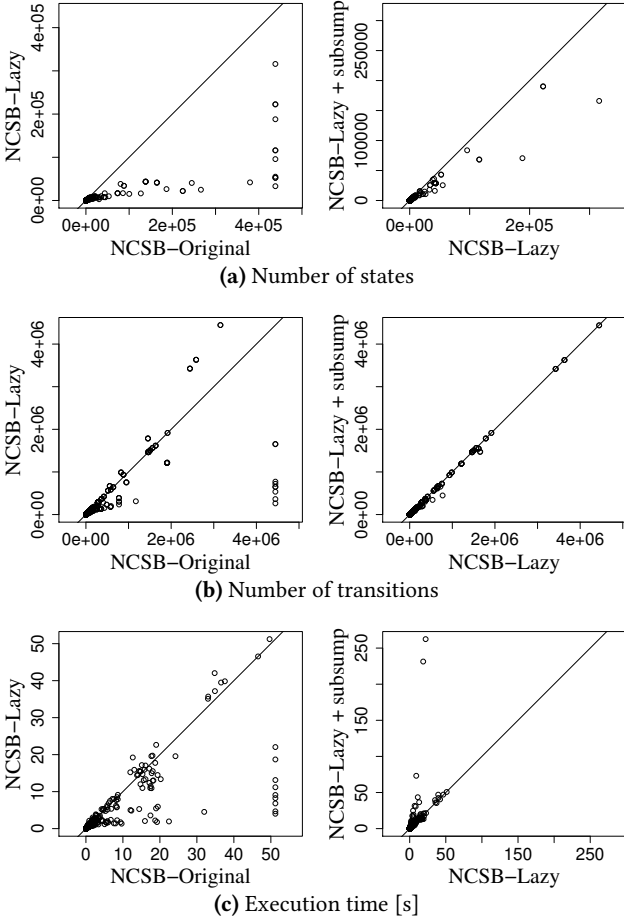 4e+05
2e+05
0e+00
NCSB−Lazy
0e+00 2e+05 4e+05
NCSB−Original
250000
100000
0
NCSB−Lazy + subsump
0e+00 2e+05
NCSB−Lazy
(a) Number of states
4e+06
2e+06
0e+00
NCSB−Lazy
0e+00 2e+06 4e+06
NCSB−Original
4e+06
2e+06
0e+00
NCSB−Lazy + subsump
0e+00 2e+06 4e+06
NCSB−Lazy
(b) Number of transitions
50
40
30
20
10
0
NCSB−Lazy
0 10 20 30 40 50
NCSB−Original
250
150
50
0
NCSB−Lazy + subsump
0 50 150 250
NCSB−Lazy
(c) Execution time [s]